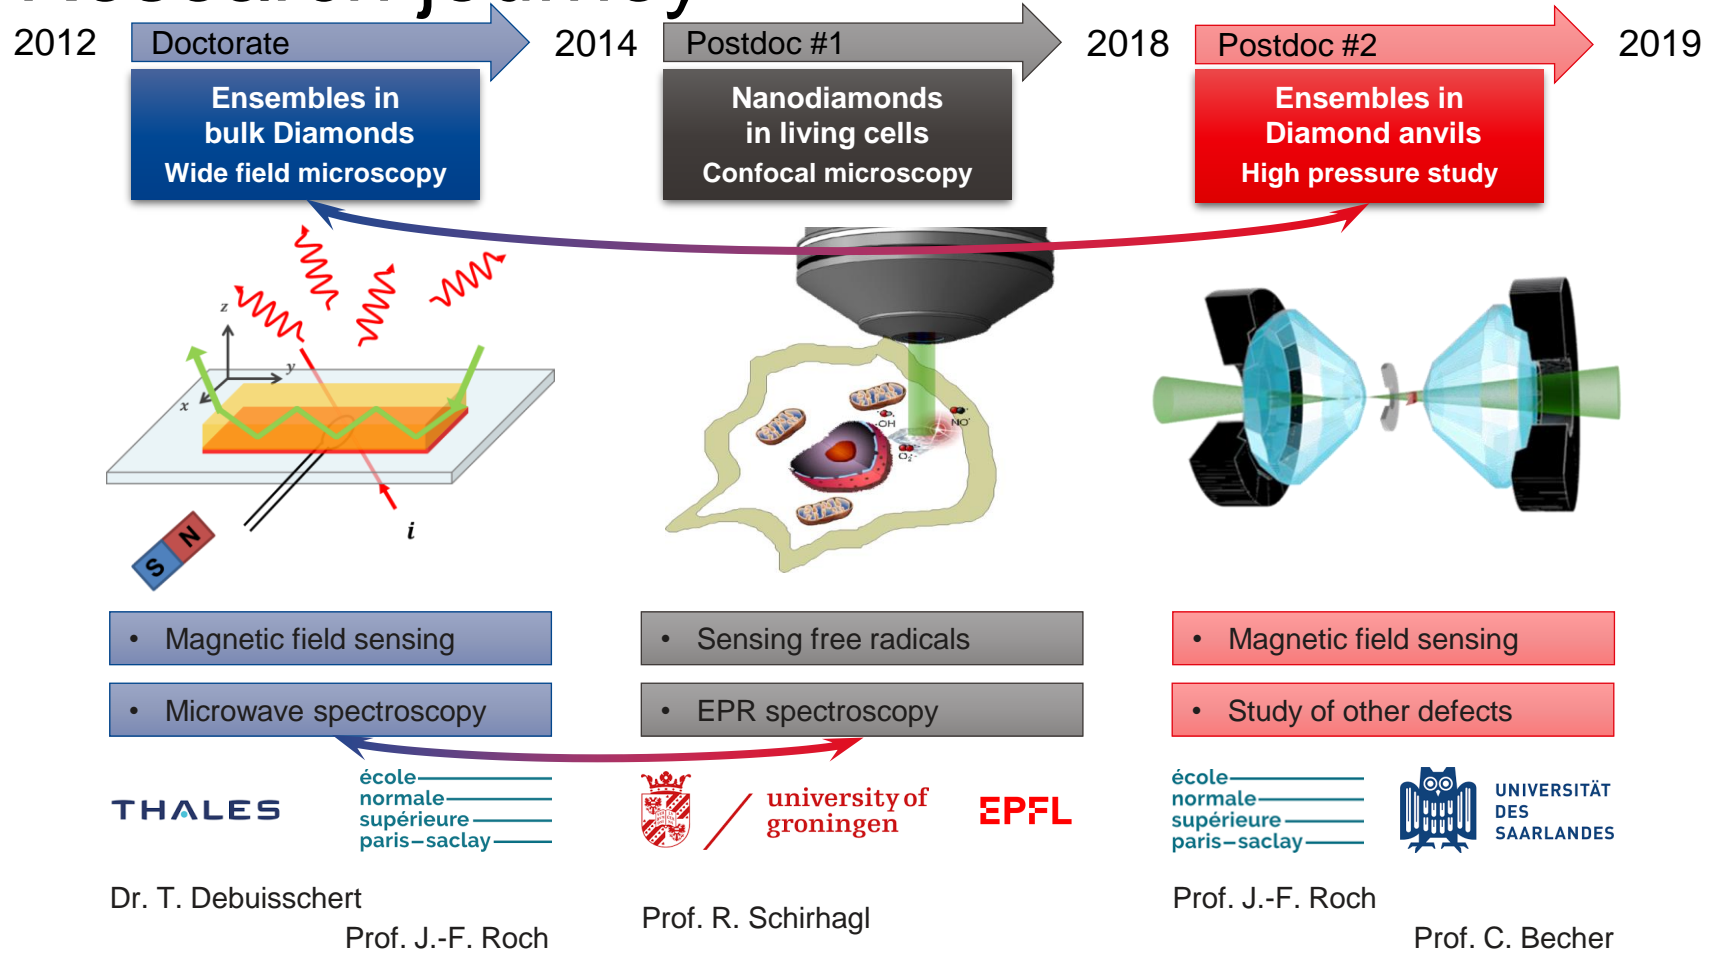 Research journey
2012
Doctorate
2014
Postdoc #1
2018
Postdoc #2
2019
Ensembles in
bulk Diamonds
Wide field microscopy
Nanodiamonds
in living cells
Confocal microscopy
Ensembles in
Diamond anvils
High pressure study
z
y
x
i
S N
·OH
NO·
O₂·⁻
• Magnetic field sensing
• Microwave spectroscopy
• Sensing free radicals
• EPR spectroscopy
• Magnetic field sensing
• Study of other defects
THALES
école
normale
supérieure
paris–saclay
university of
groningen
EPFL
école
normale
supérieure
paris–saclay
UNIVERSITÄT
DES
SAARLANDES
Dr. T. Debuisschert
Prof. J.-F. Roch
Prof. R. Schirhagl
Prof. J.-F. Roch
Prof. C. Becher